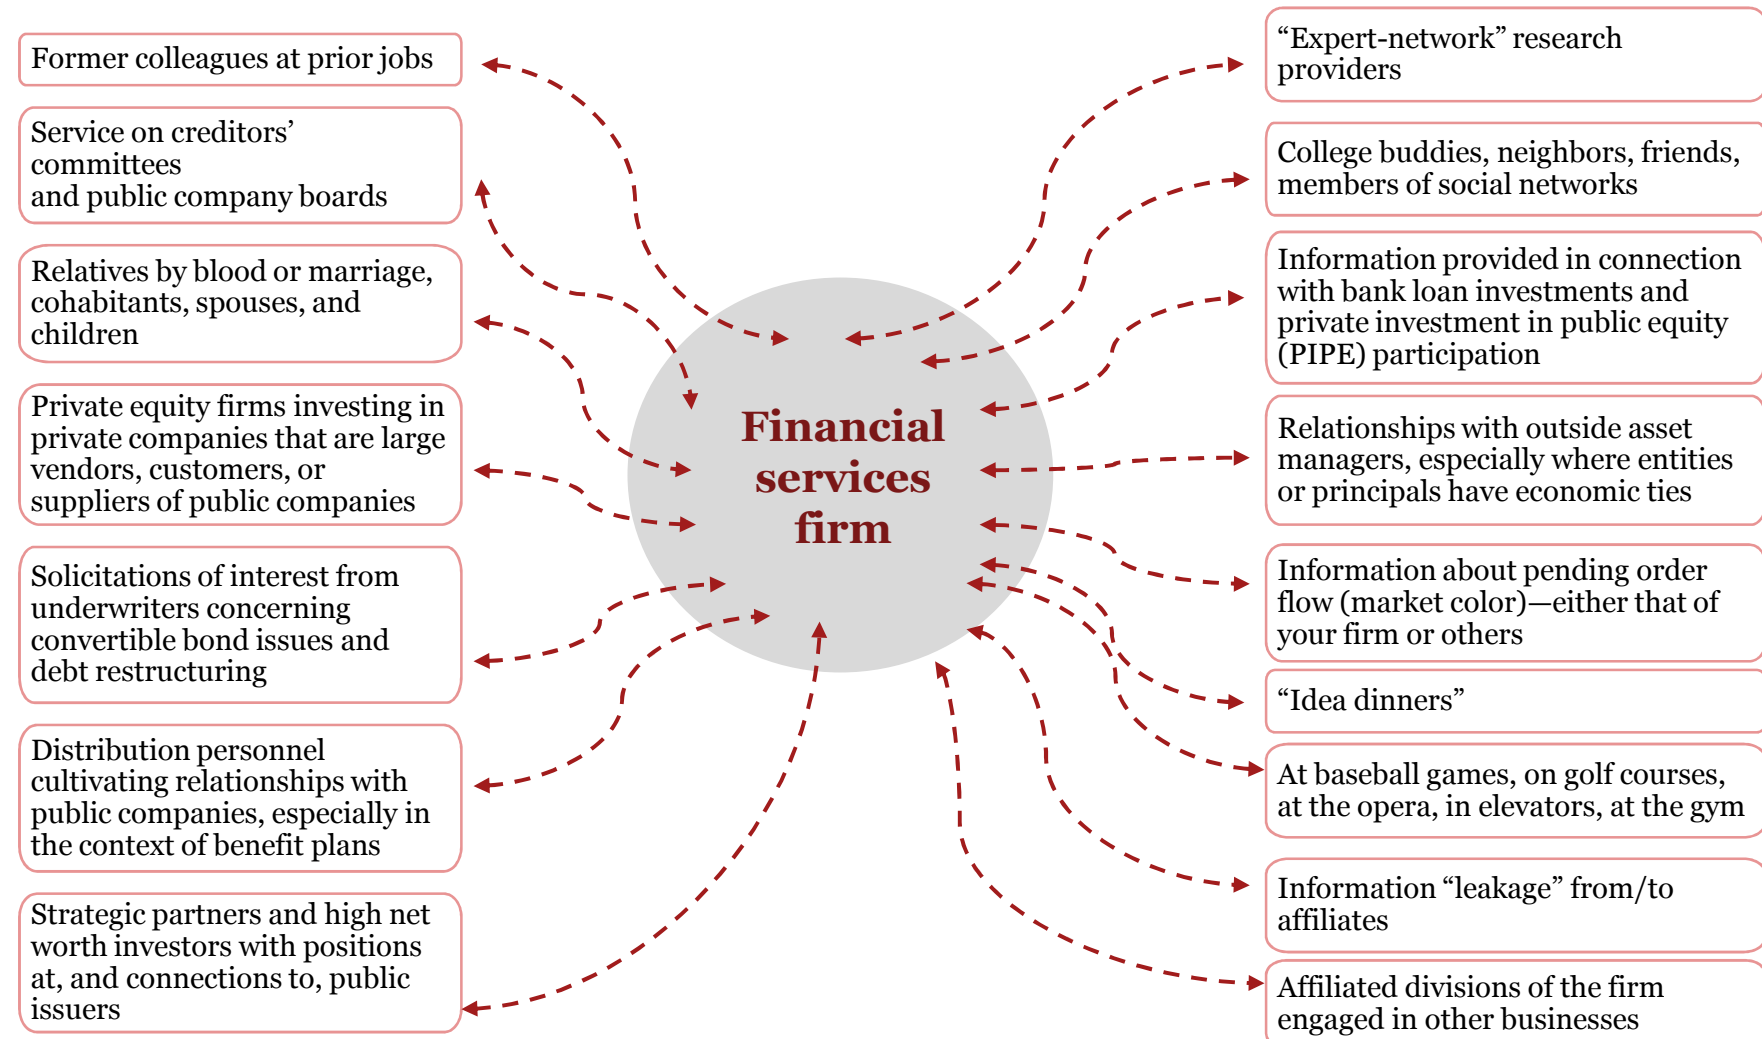 Former colleagues at prior jobs
Service on creditors’
committees
and public company boards
Relatives by blood or marriage,
cohabitants, spouses, and
children
Private equity firms investing in
private companies that are large
vendors, customers, or
suppliers of public companies
Solicitations of interest from
underwriters concerning
convertible bond issues and
debt restructuring
Distribution personnel
cultivating relationships with
public companies, especially in
the context of benefit plans
Strategic partners and high net
worth investors with positions
at, and connections to, public
issuers
Financial
services
firm
“Expert-network” research
providers
College buddies, neighbors, friends,
members of social networks
Information provided in connection
with bank loan investments and
private investment in public equity
(PIPE) participation
Relationships with outside asset
managers, especially where entities
or principals have economic ties
Information about pending order
flow (market color)—either that of
your firm or others
“Idea dinners”
At baseball games, on golf courses,
at the opera, in elevators, at the gym
Information “leakage” from/to
affiliates
Affiliated divisions of the firm
engaged in other businesses